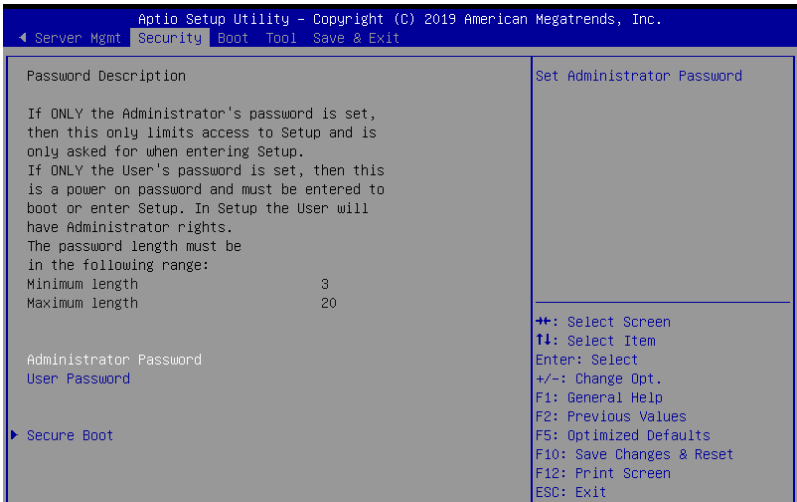 Aptio Setup Utility – Copyright (C) 2019 American Megatrends, Inc.
Server Mgmt Security Boot Tool Save & Exit
Password Description
If ONLY the Administrator's password is set,
then this only limits access to Setup and is
only asked for when entering Setup.
If ONLY the User's password is set, then this
is a power on password and must be entered to
boot or enter Setup. In Setup the User will
have Administrator rights.
The password length must be
in the following range:
Minimum length 3
Maximum length 20
Administrator Password
User Password
Secure Boot
Set Administrator Password
→←: Select Screen
↑↓: Select Item
Enter: Select
+/-: Change Opt.
F1: General Help
F2: Previous Values
F5: Optimized Defaults
F10: Save Changes & Reset
F12: Print Screen
ESC: Exit